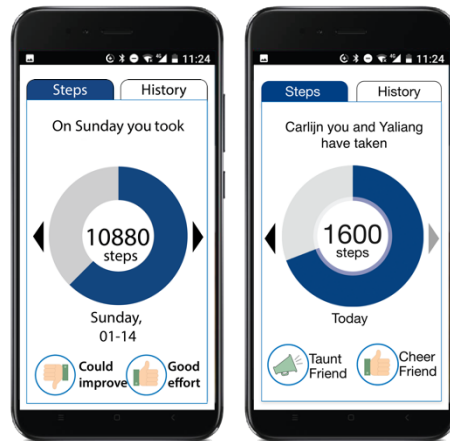 11:24
Steps
History
On Sunday you took
10880
steps
Sunday,
01-14
Could
improve
Good
effort
11:24
Steps
History
Carlijn you and Yaliang
have taken
1600
steps
Today
Taunt
Friend
Cheer
Friend